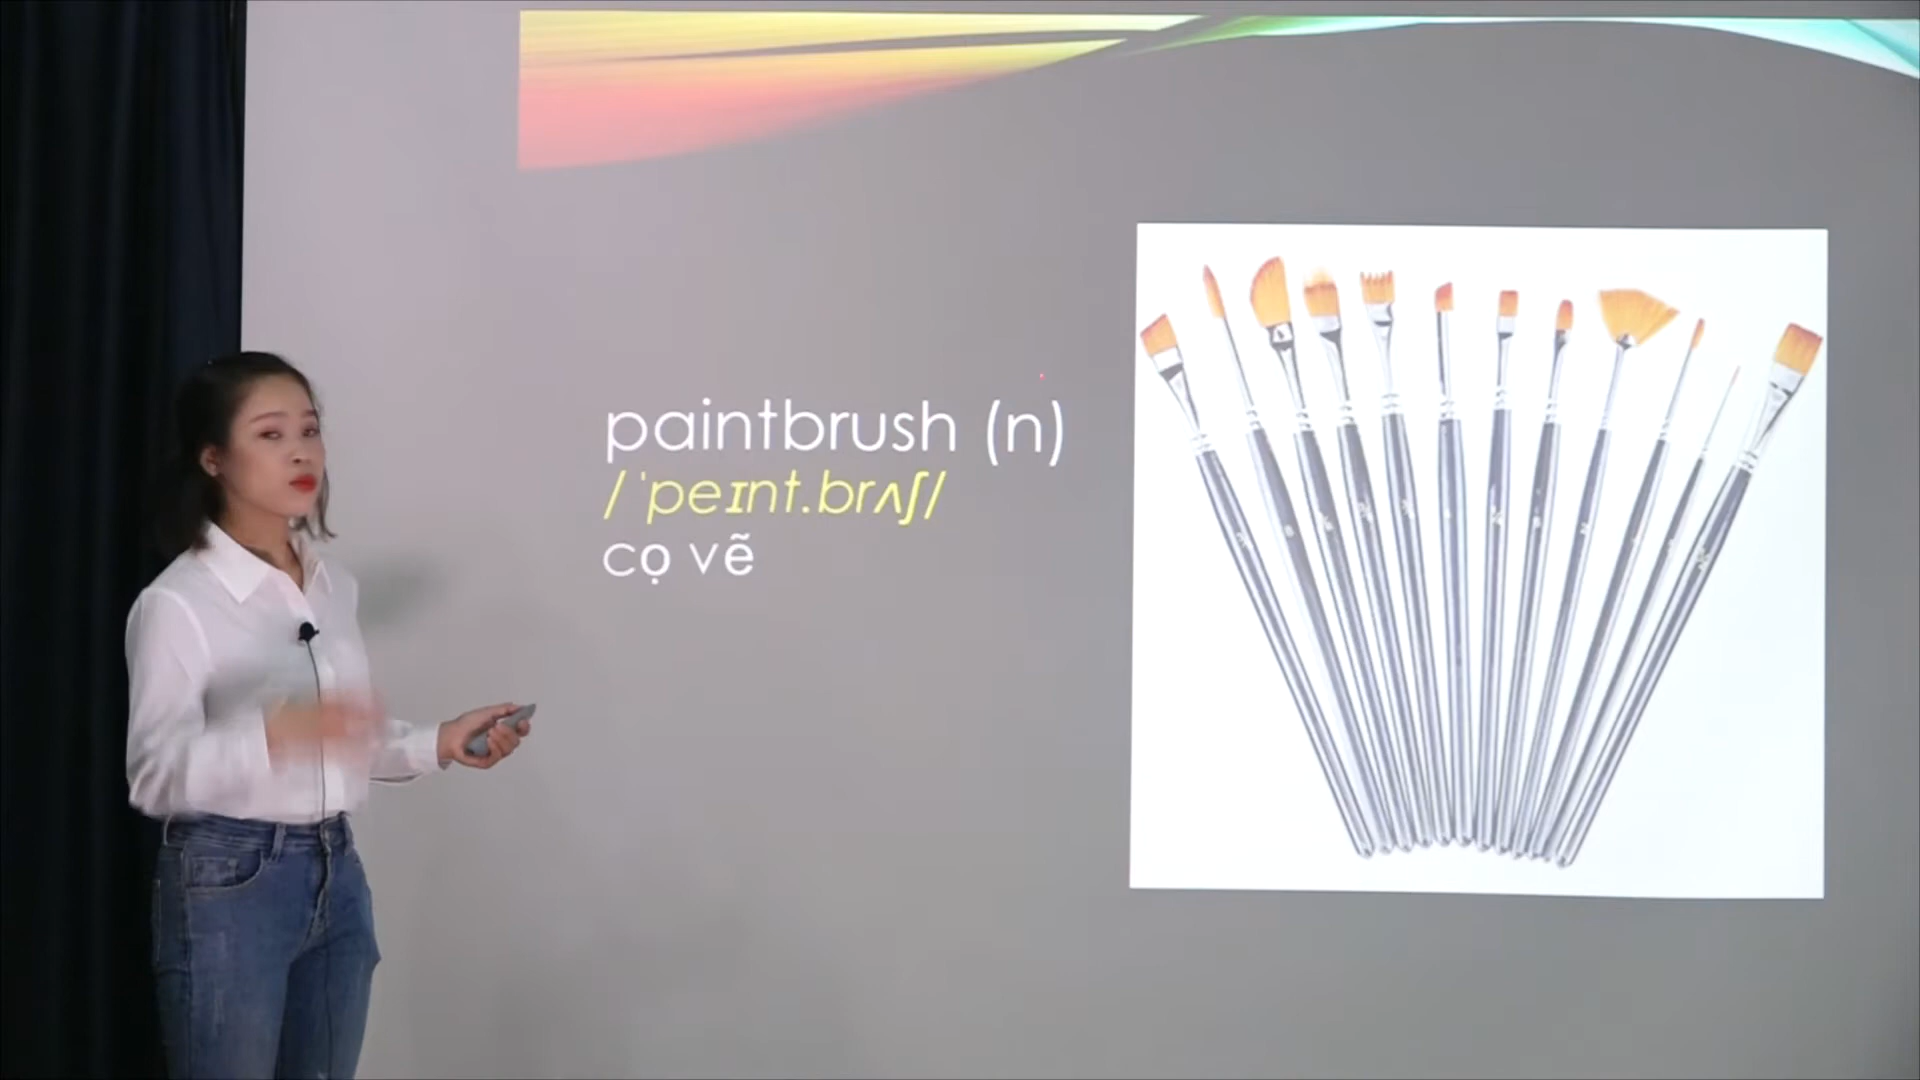 paintbrush (n)
/ˈpeɪnt.brʌʃ/
cọ vẽ